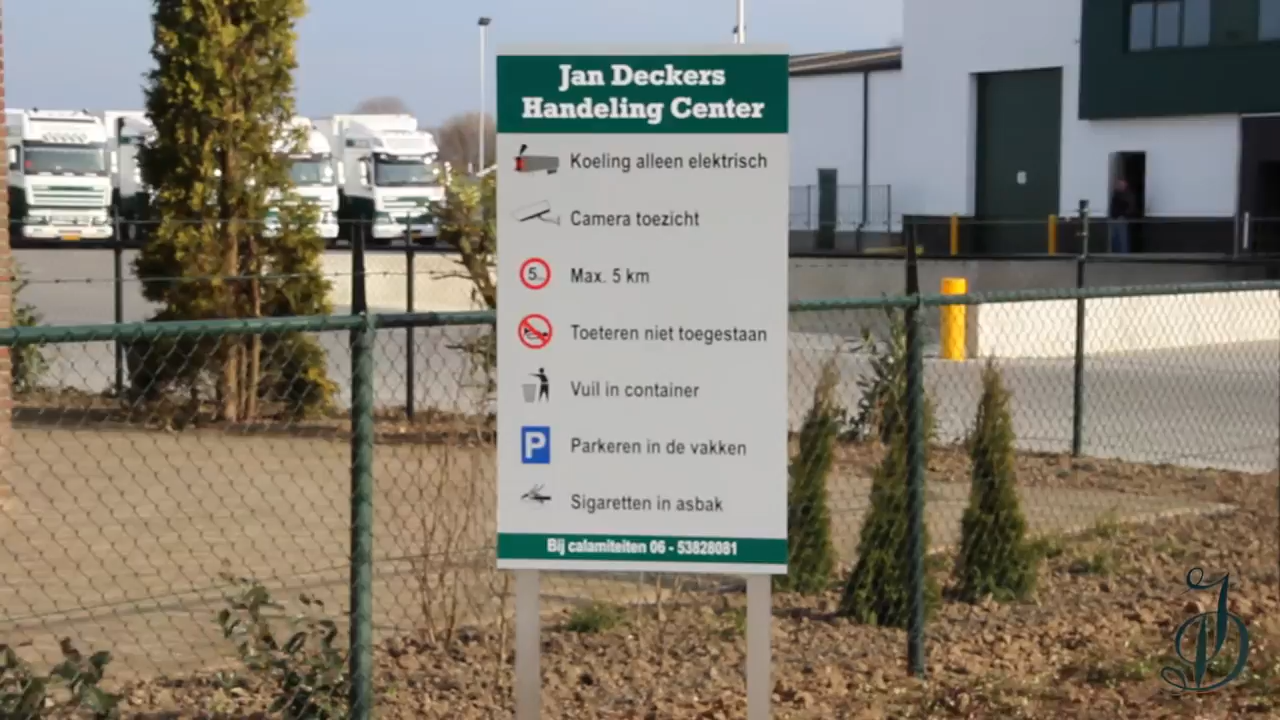 Jan Deckers
Handeling Center
Koeling alleen elektrisch
Camera toezicht
5
Max. 5 km
Toeteren niet toegestaan
Vuil in container
P
Parkeren in de vakken
Sigaretten in asbak
Bij calamiteiten 06 - 53828081
JD